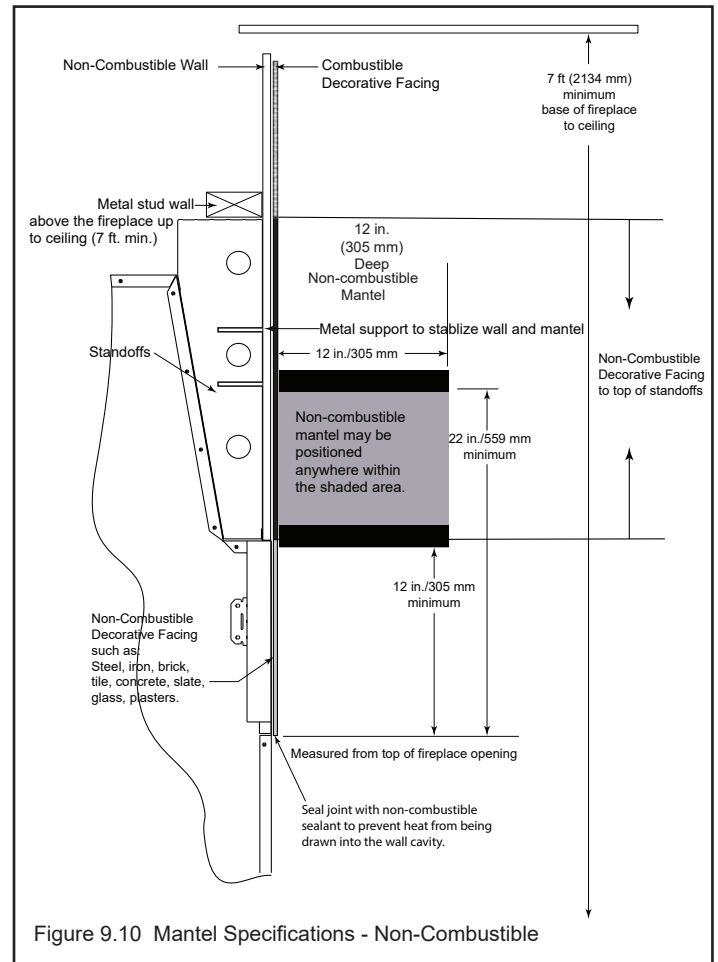 Non-Combustible Wall
Combustible
Decorative Facing
7 ft (2134 mm)
minimum
base of fireplace
to ceiling
Metal stud wall
above the fireplace up
to ceiling (7 ft. min.)
12 in.
(305 mm)
Deep
Non-combustible
Mantel
Metal support to stablize wall and mantel
Standoffs
12 in./305 mm
Non-Combustible
Decorative Facing
to top of standoffs
Non-combustible
mantel may be
positioned
anywhere within
the shaded area.
22 in./559 mm
minimum
12 in./305 mm
minimum
Non-Combustible
Decorative Facing
such as:
Steel, iron, brick,
tile, concrete, slate,
glass, plasters.
Measured from top of fireplace opening
Seal joint with non-combustible
sealant to prevent heat from being
drawn into the wall cavity.
Figure 9.10 Mantel Specifications - Non-Combustible